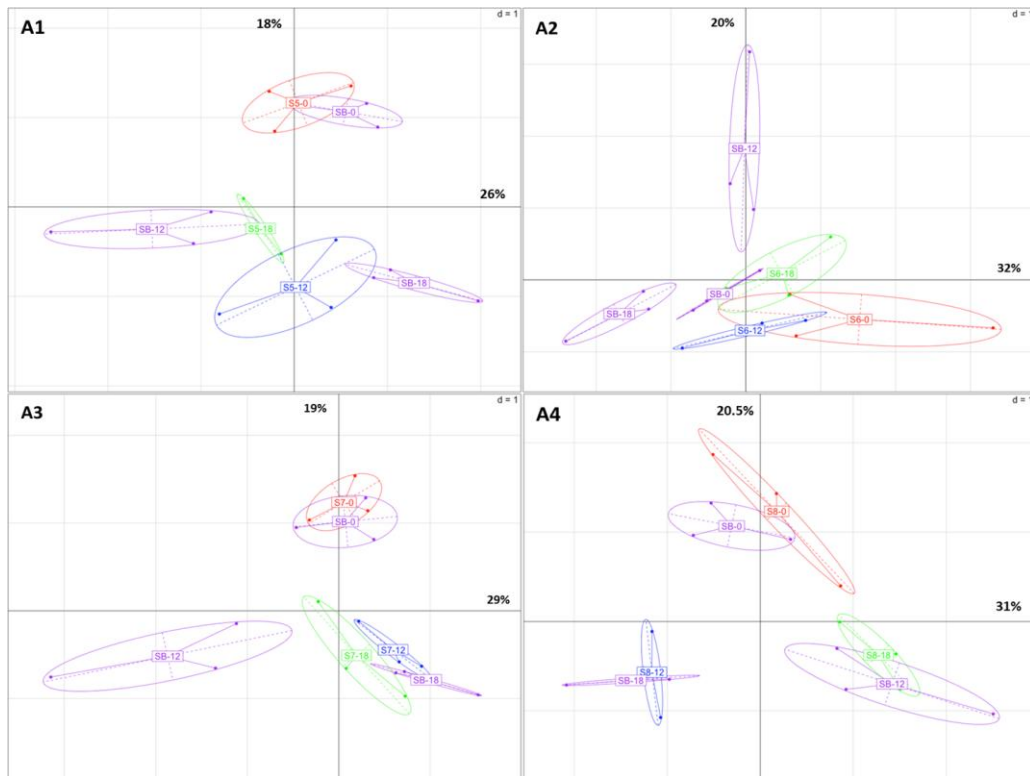 A1
18%
d = 1
S5-0
SB-0
26%
SB-12
S5-18
SB-18
S5-12
A2
20%
d = 1
SB-12
32%
S6-18
SB-0
SB-18
S6-0
S6-12
A3
19%
d = 1
S7-0
SB-0
29%
S7-12
SB-12
S7-18
SB-18
A4
20.5%
d = 1
S8-0
SB-0
31%
S8-18
S8-12
SB-18
SB-12